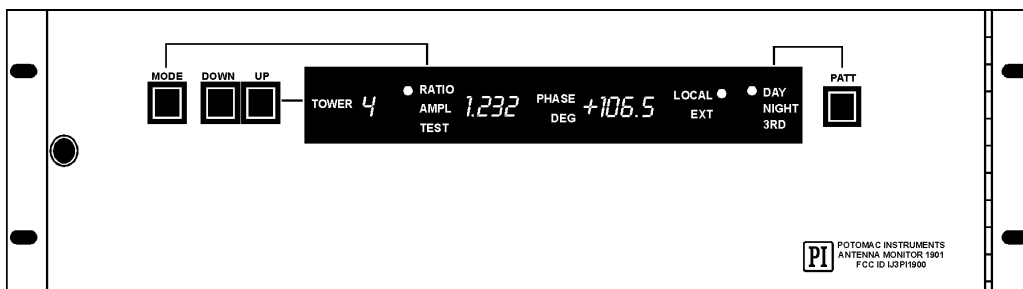 MODE
DOWN
UP
TOWER 4
RATIO
AMPL
TEST
1.232
PHASE
DEG
+106.5
LOCAL
EXT
DAY
NIGHT
3RD
PATT
PI
POTOMAC INSTRUMENTS
ANTENNA MONITOR 1901
FCC ID IJ3PI1900